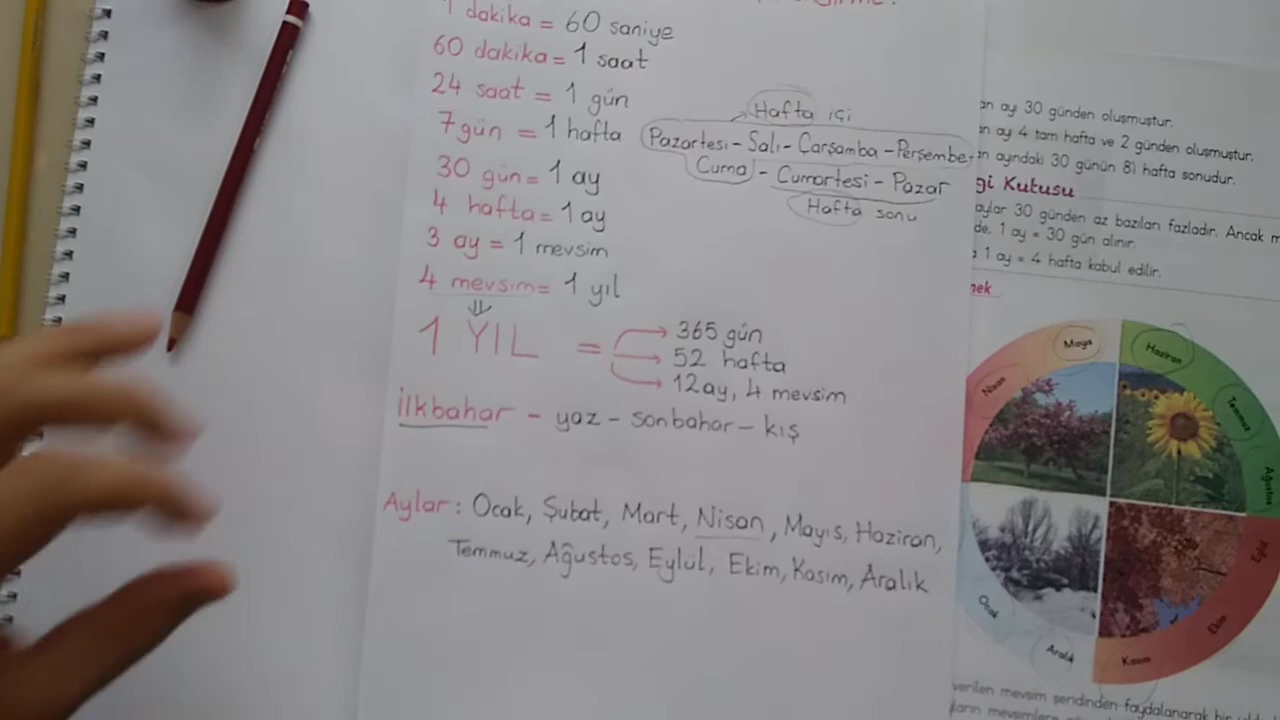 1 dakika = 60 saniye
60 dakika = 1 saat
24 saat = 1 gün
7 gün = 1 hafta
30 gün = 1 ay
4 hafta = 1 ay
3 ay = 1 mevsim
4 mevsim = 1 yıl
1 YIL =
365 gün
52 hafta
12 ay, 4 mevsim
İlkbahar - yaz - sonbahar - kış
Aylar: Ocak, Şubat, Mart, Nisan, Mayıs, Haziran,
Temmuz, Ağustos, Eylül, Ekim, Kasım, Aralık
Hafta içi
Pazartesi - Salı - Çarşamba - Perşembe -
Cuma - Cumartesi - Pazar
Hafta sonu
ayı 30 günden oluşmuştur.
ay 4 tam hafta ve 2 günden oluşmuştur.
ayındaki 30 günün 8i hafta sonudur.
gi Kutusu
aylar 30 günden az bazıları fazladır. Ancak
de. 1 ay = 30 gün alınır.
1 ay = 4 hafta kabul edilir.
nek
Mayıs
Haziran
Nisan
Temmuz
Ağustos
Eylül
Ocak
Ekim
Aralık
Kasım
verilen mevsim şeridinden faydalanarak